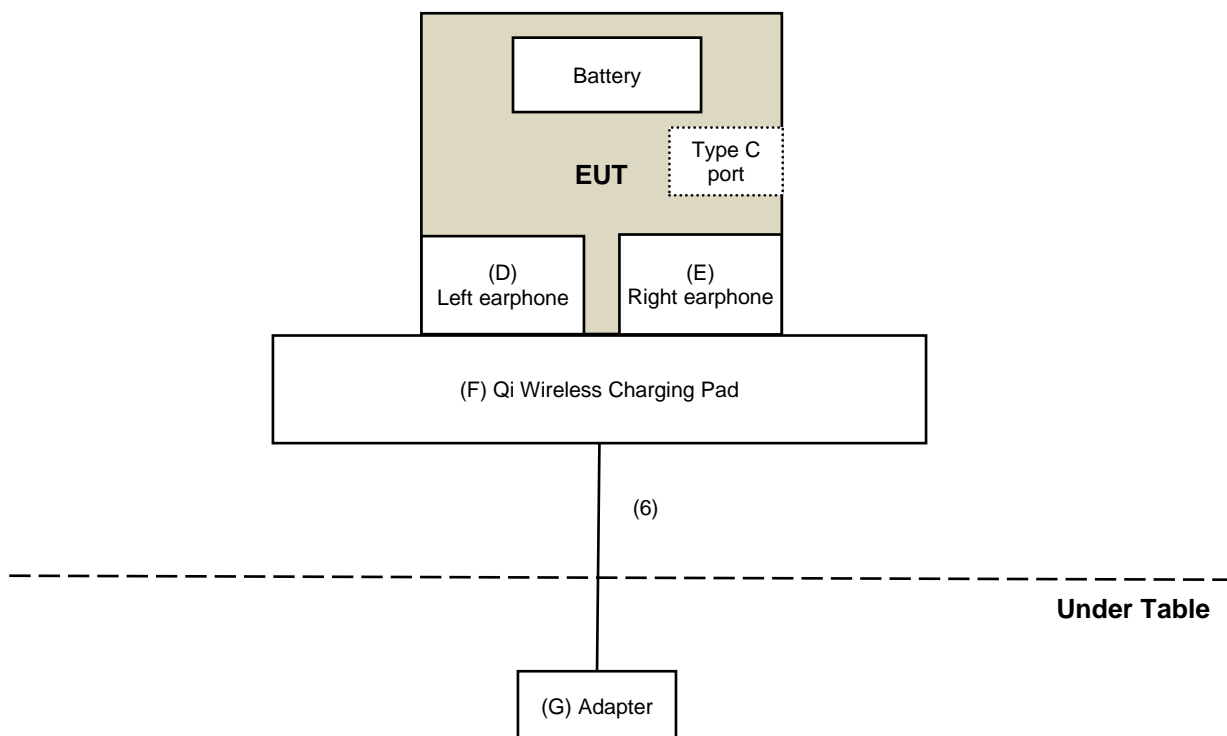 Battery
Type C
port
EUT
(D)
Left earphone
(E)
Right earphone
(F) Qi Wireless Charging Pad
(6)
Under Table
(G) Adapter